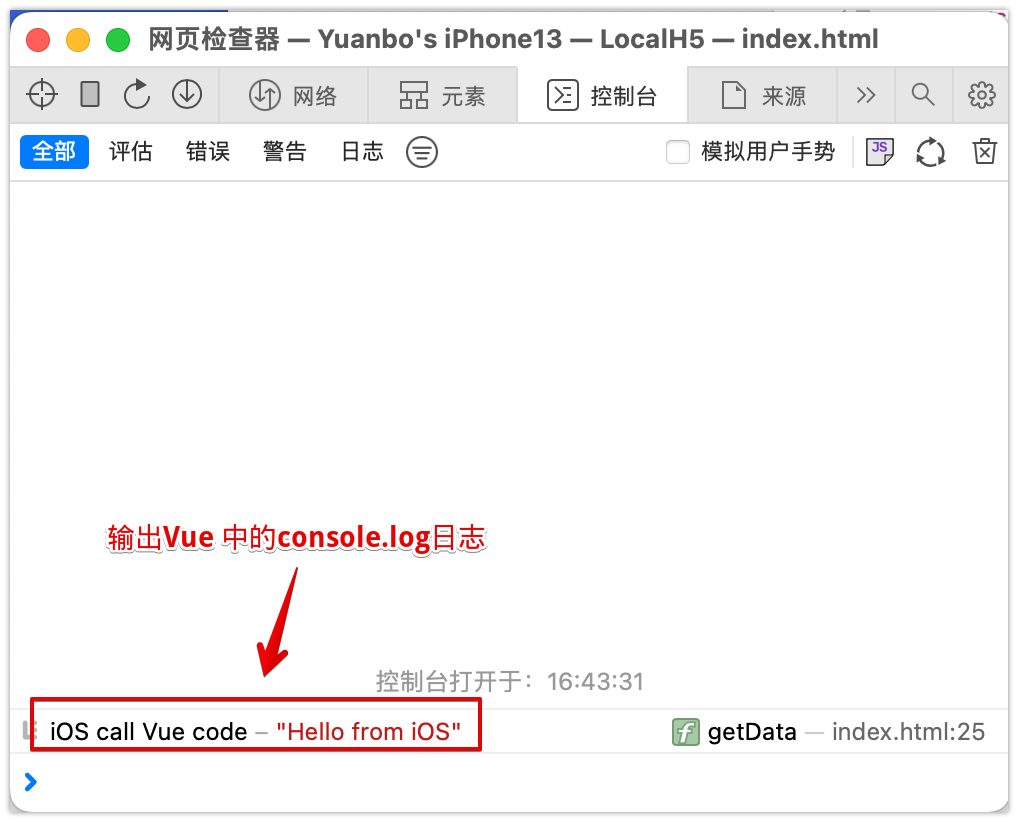 网页检查器 — Yuanbo's iPhone13 — LocalH5 — index.html
网络 元素 控制台 来源
全部 评估 错误 警告 日志 模拟用户手势 JS
输出Vue 中的console.log日志
控制台打开于：16:43:31
iOS call Vue code – "Hello from iOS" f getData — index.html:25